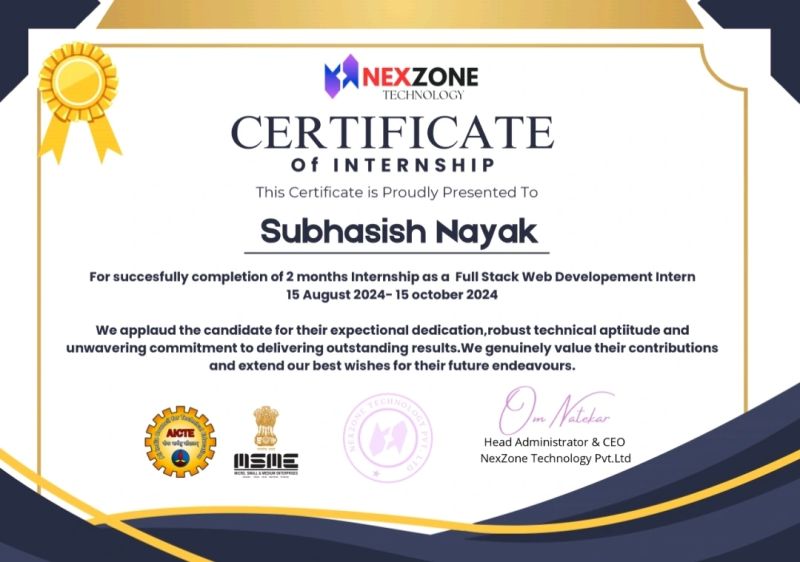 NEXZONE
TECHNOLOGY
CERTIFICATE
Of INTERNSHIP
This Certificate is Proudly Presented To
Subhasish Nayak
For succesfully completion of 2 months Internship as a Full Stack Web Developement Intern
15 August 2024- 15 october 2024
We applaud the candidate for their expectional dedication,robust technical aptiitude and
unwavering commitment to delivering outstanding results.We genuinely value their contributions
and extend our best wishes for their future endeavours.
AICTE
MSME
MICRO, SMALL & MEDIUM ENTERPRISES
NEXZONE TECHNOLOGY PVT. LTD
Om Natekar
Head Administrator & CEO
NexZone Technology Pvt.Ltd